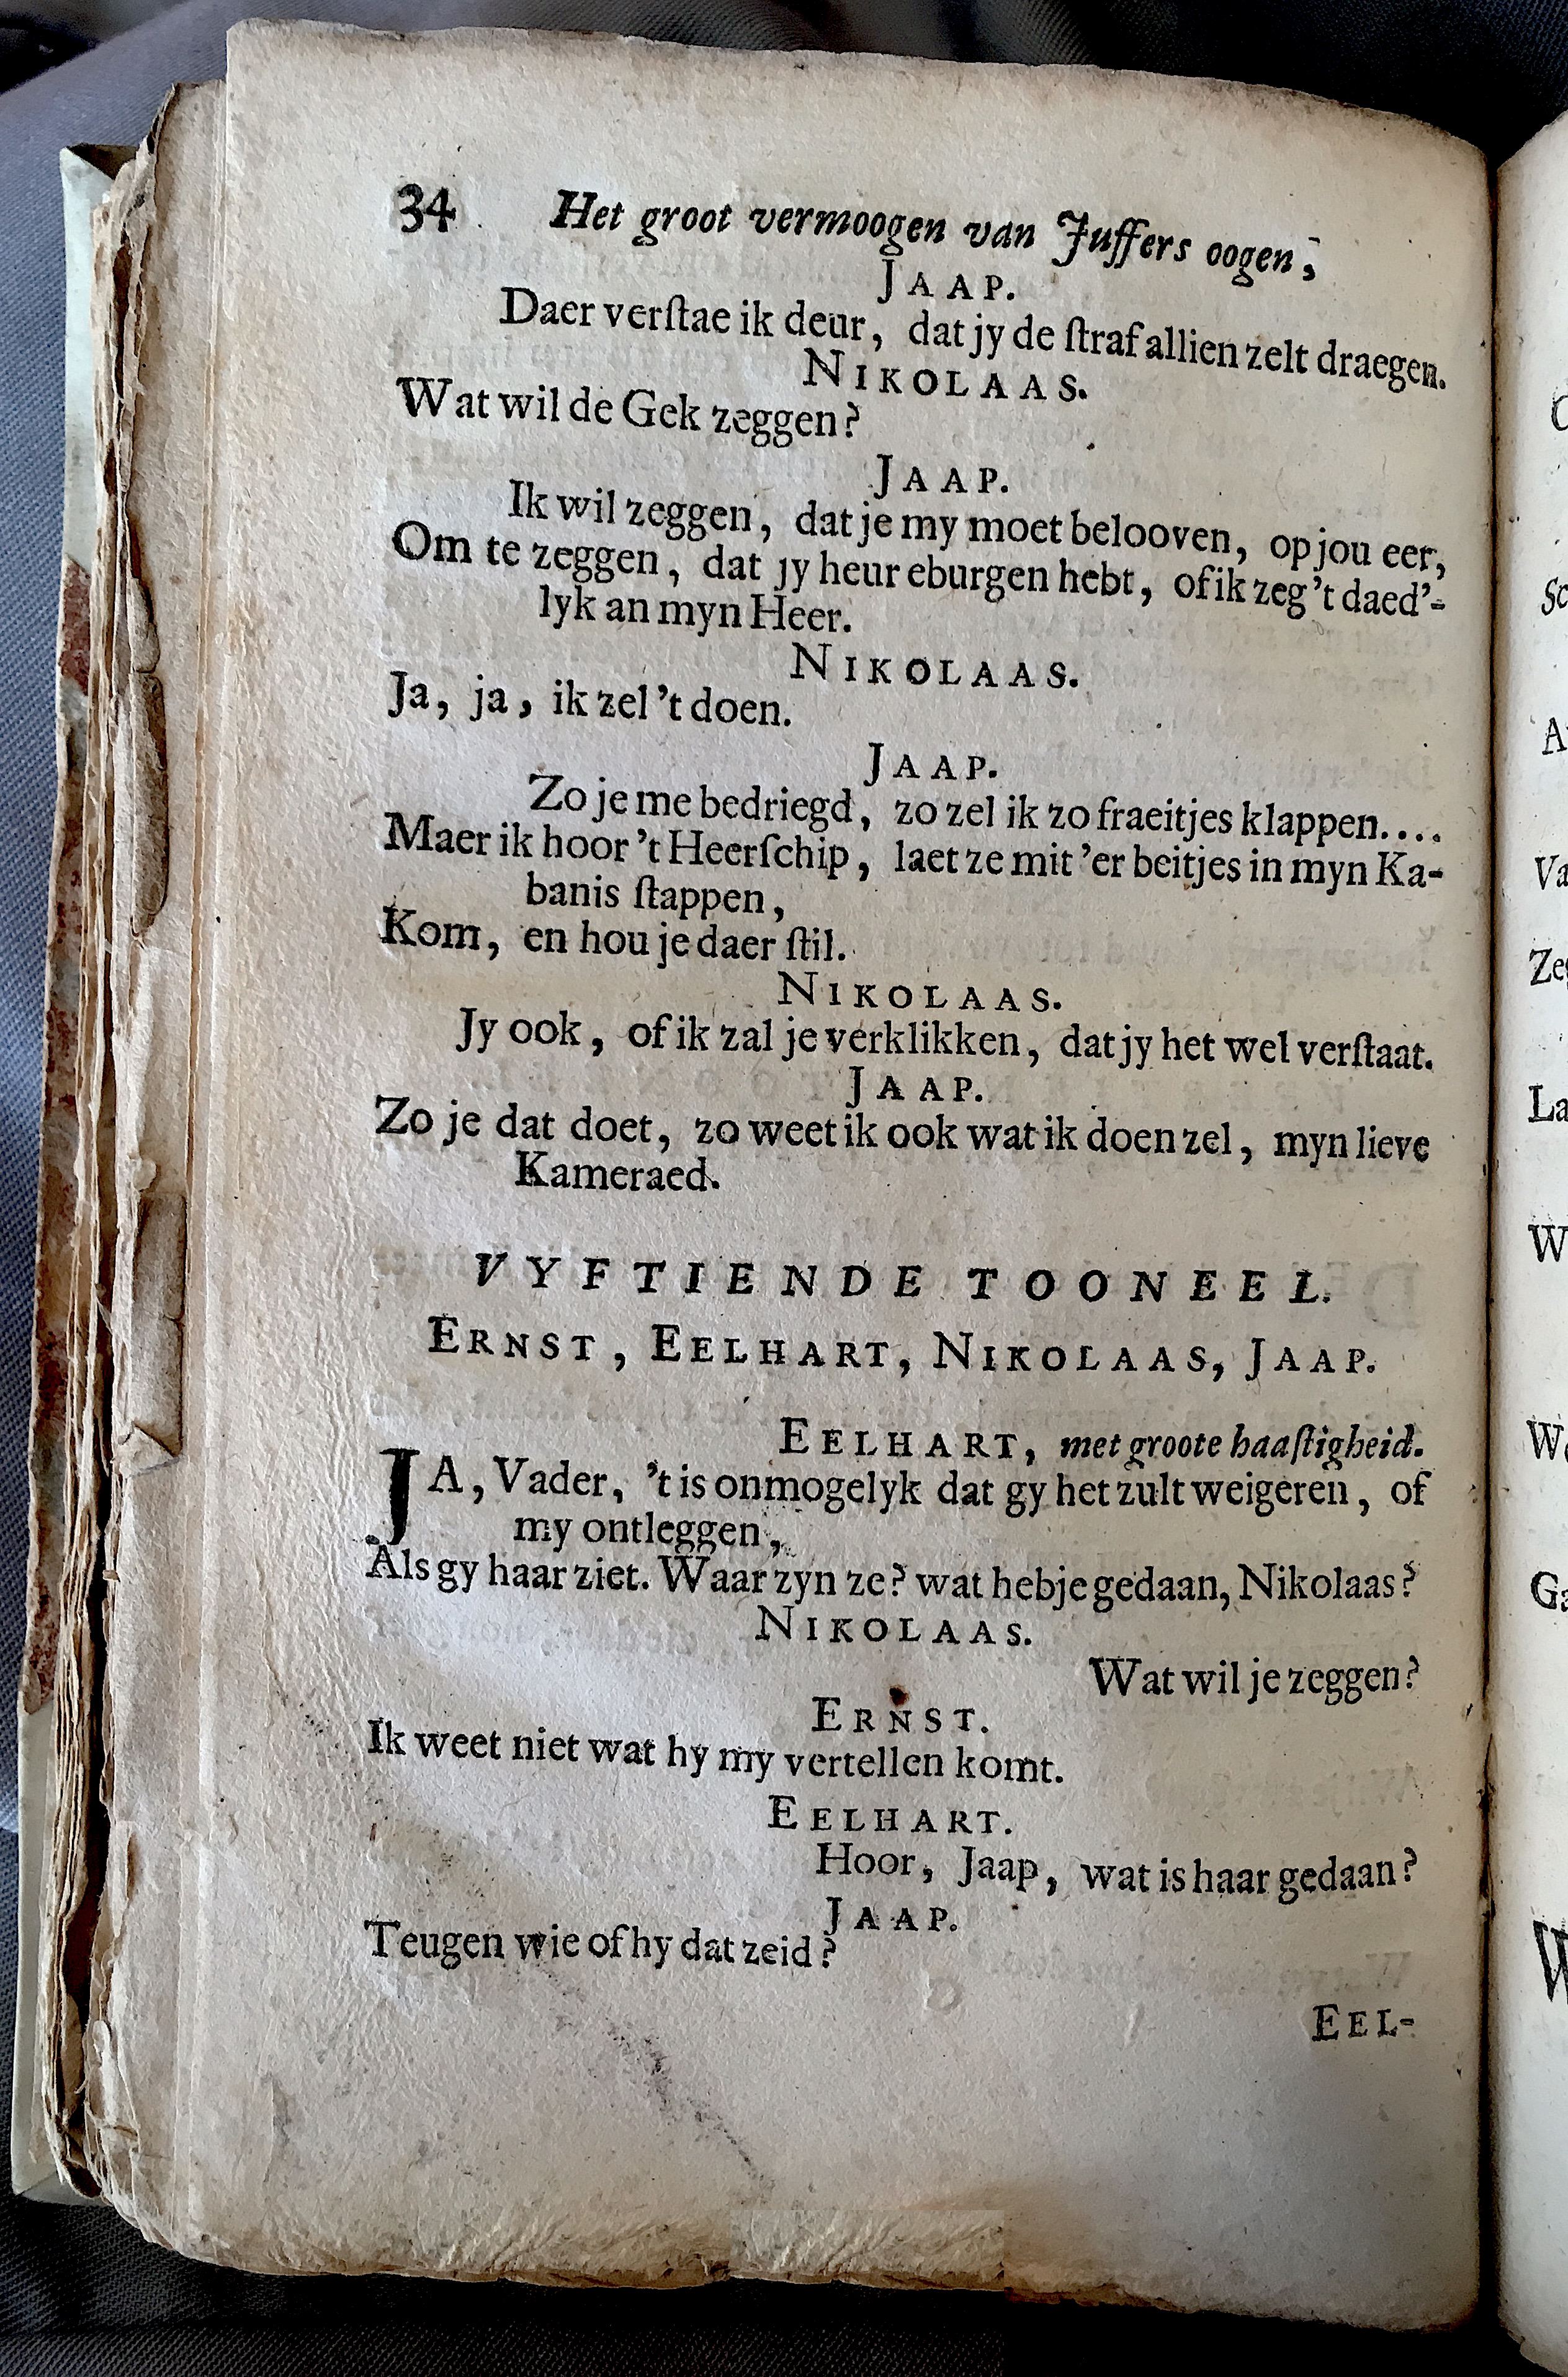 34 Het groot vermoogen van Juffers oogen,
JAAP.
Daer verſtae ik deur, dat jy de ſtraf allien zelt draegen.
NIKOLAAS.
Wat wil de Gek zeggen?
JAAP.
Ik wil zeggen, dat je my moet belooven, op jou eer,
Om te zeggen, dat jy heur eburgen hebt, of ik zeg 't daed'-
lyk an myn Heer.
NIKOLAAS.
Ja, ja, ik zel 't doen.
JAAP.
Zo je me bedriegd, zo zel ik zo fraeitjes klappen....
Maer ik hoor 't Heerſchip, laet ze mit 'er beitjes in myn Ka-
banis ſtappen,
Kom, en hou je daer ſtil.
NIKOLAAS.
Jy ook, of ik zal je verklikken, dat jy het wel verſtaat.
JAAP.
Zo je dat doet, zo weet ik ook wat ik doen zel, myn lieve
Kameraed.
VYFTIENDE TOONEEL.
ERNST, EELHART, NIKOLAAS, JAAP.
EELHART, met groote haaſtigheid.
JA, Vader, 't is onmogelyk dat gy het zult weigeren, of
my ontleggen,
Als gy haar ziet. Waar zyn ze? wat heb je gedaan, Nikolaas?
NIKOLAAS.
Wat wil je zeggen?
ERNST.
Ik weet niet wat hy my vertellen komt.
EELHART.
Hoor, Jaap, wat is haar gedaan?
JAAP.
Teugen wie of hy dat zeid?
EEL-